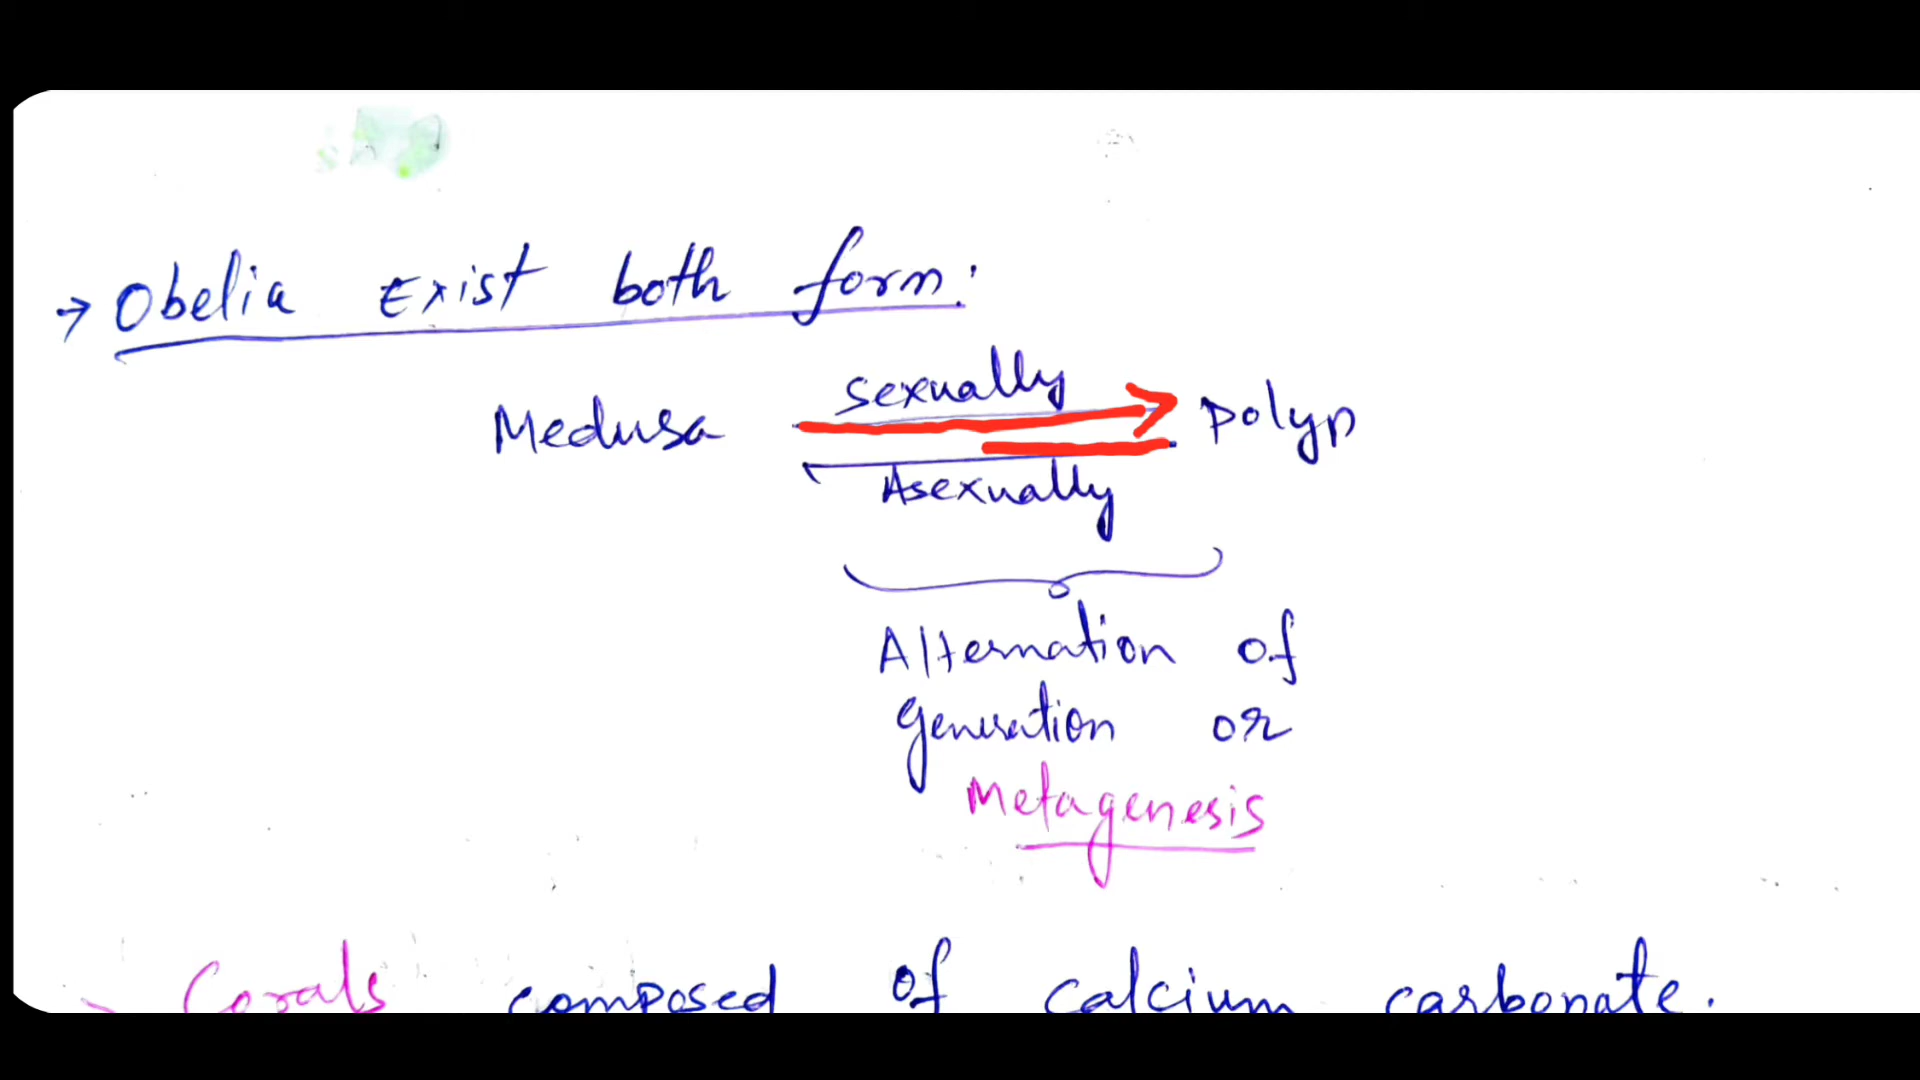 → Obelia Exist both form:
Sexually
Medusa Polyp
Asexually
Alternation of
generation or
Metagenesis
Corals composed of calcium carbonate.